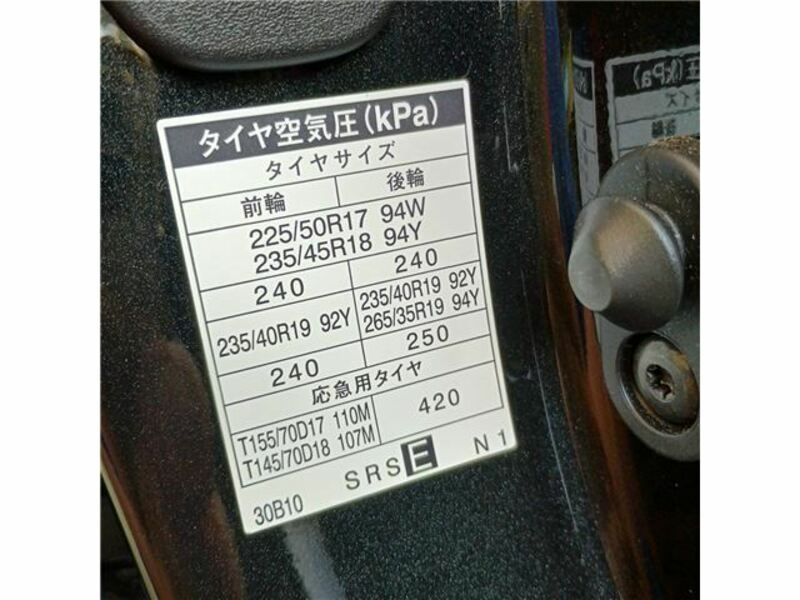 タイヤ空気圧(kPa)
タイヤサイズ
前輪 後輪
225/50R17 94W
235/45R18 94Y
240 240
235/40R19 92Y 235/40R19 92Y
265/35R19 94Y
240 250
応急用タイヤ
T155/70D17 110M 420
T145/70D18 107M
30B10 SRS E N1